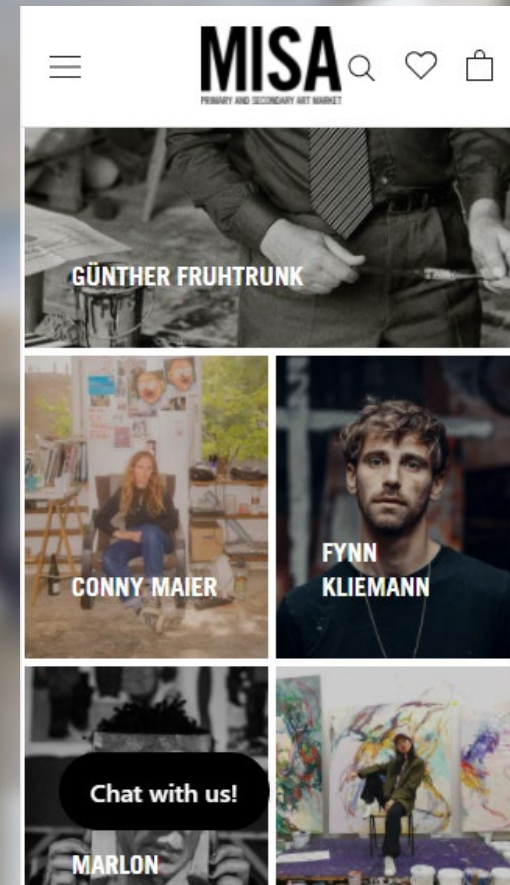 MISA
PRIMARY AND SECONDARY ART MARKET
GÜNTHER FRUHTRUNK
CONNY MAIER
FYNN
KLIEMANN
Chat with us!
MARLON